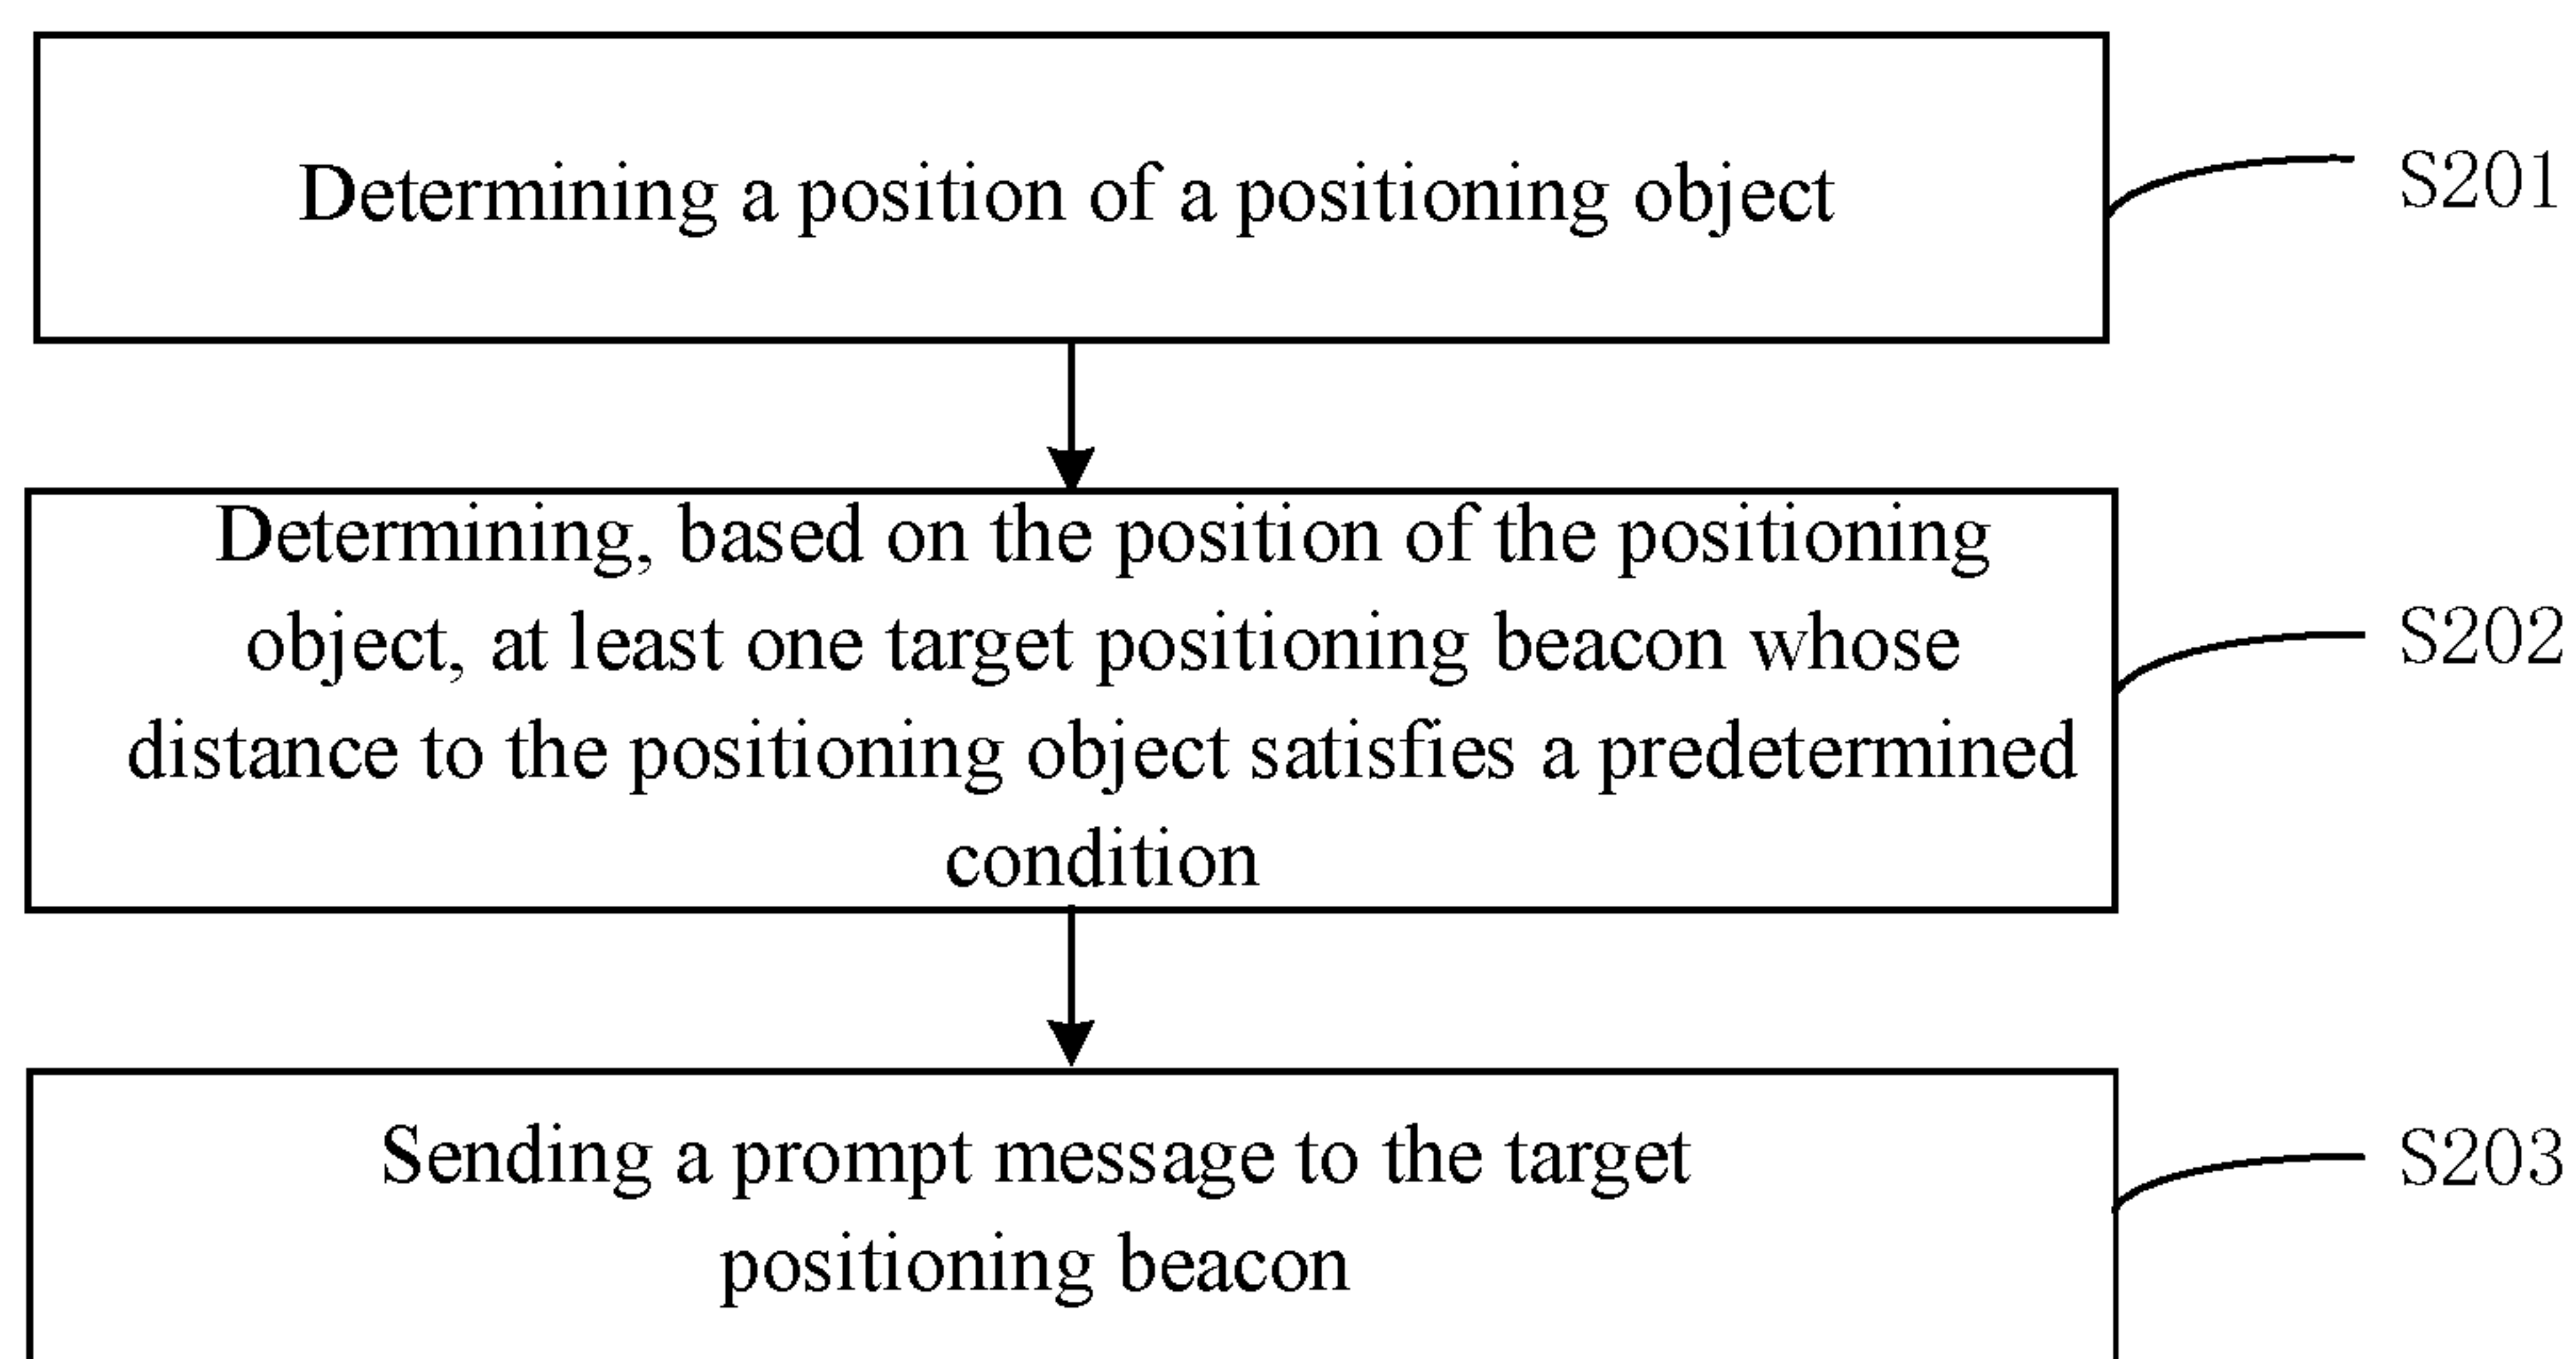 Determining a position of a positioning object
S201
Determining, based on the position of the positioning
object, at least one target positioning beacon whose
distance to the positioning object satisfies a predetermined
condition
S202
Sending a prompt message to the target
positioning beacon
S203